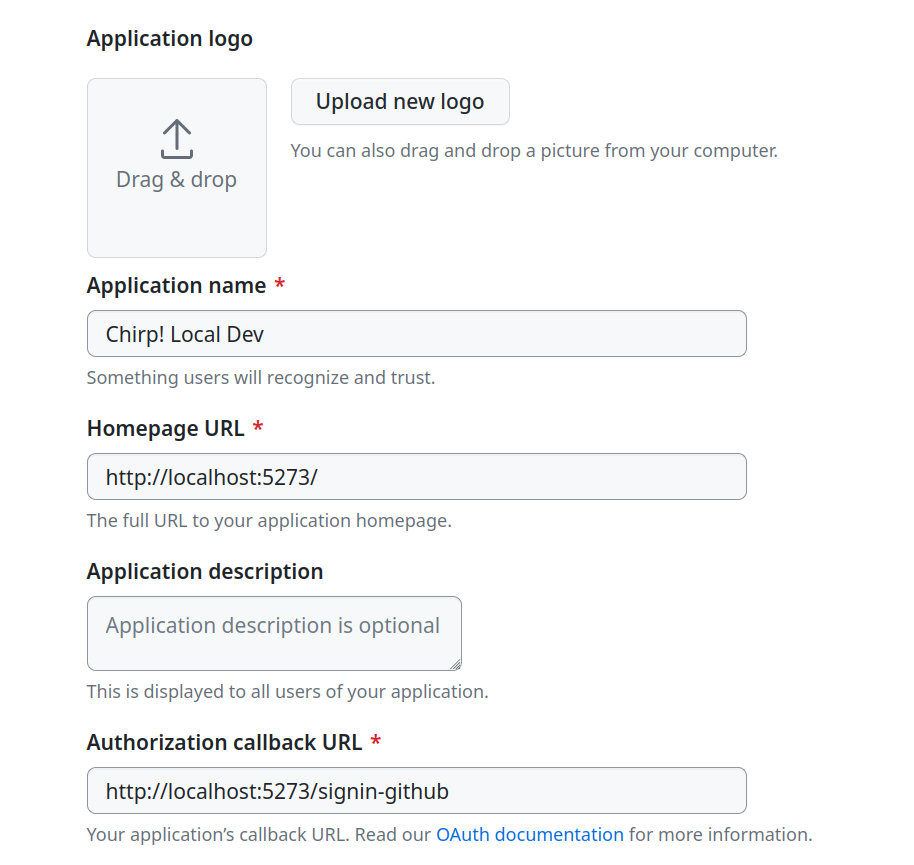 Application logo
Upload new logo
You can also drag and drop a picture from your computer.
Drag & drop
Application name *
Chirp! Local Dev
Something users will recognize and trust.
Homepage URL *
http://localhost:5273/
The full URL to your application homepage.
Application description
Application description is optional
This is displayed to all users of your application.
Authorization callback URL *
http://localhost:5273/signin-github
Your application’s callback URL. Read our OAuth documentation for more information.